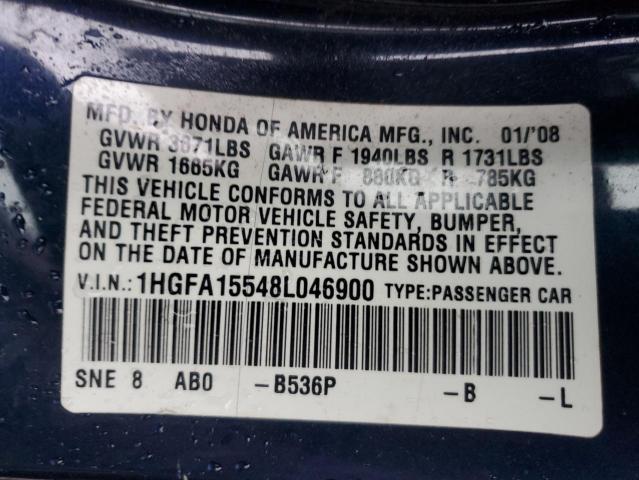 MFD. BY HONDA OF AMERICA MFG., INC. 01/'08
GVWR 3671LBS GAWR F 1940LBS R 1731LBS
GVWR 1665KG GAWR F 880KG R 785KG
THIS VEHICLE CONFORMS TO ALL APPLICABLE
FEDERAL MOTOR VEHICLE SAFETY, BUMPER,
AND THEFT PREVENTION STANDARDS IN EFFECT
ON THE DATE OF MANUFACTURE SHOWN ABOVE.
V.I.N.: 1HGFA15548L046900 TYPE:PASSENGER CAR
SNE 8 AB0 -B536P -B -L